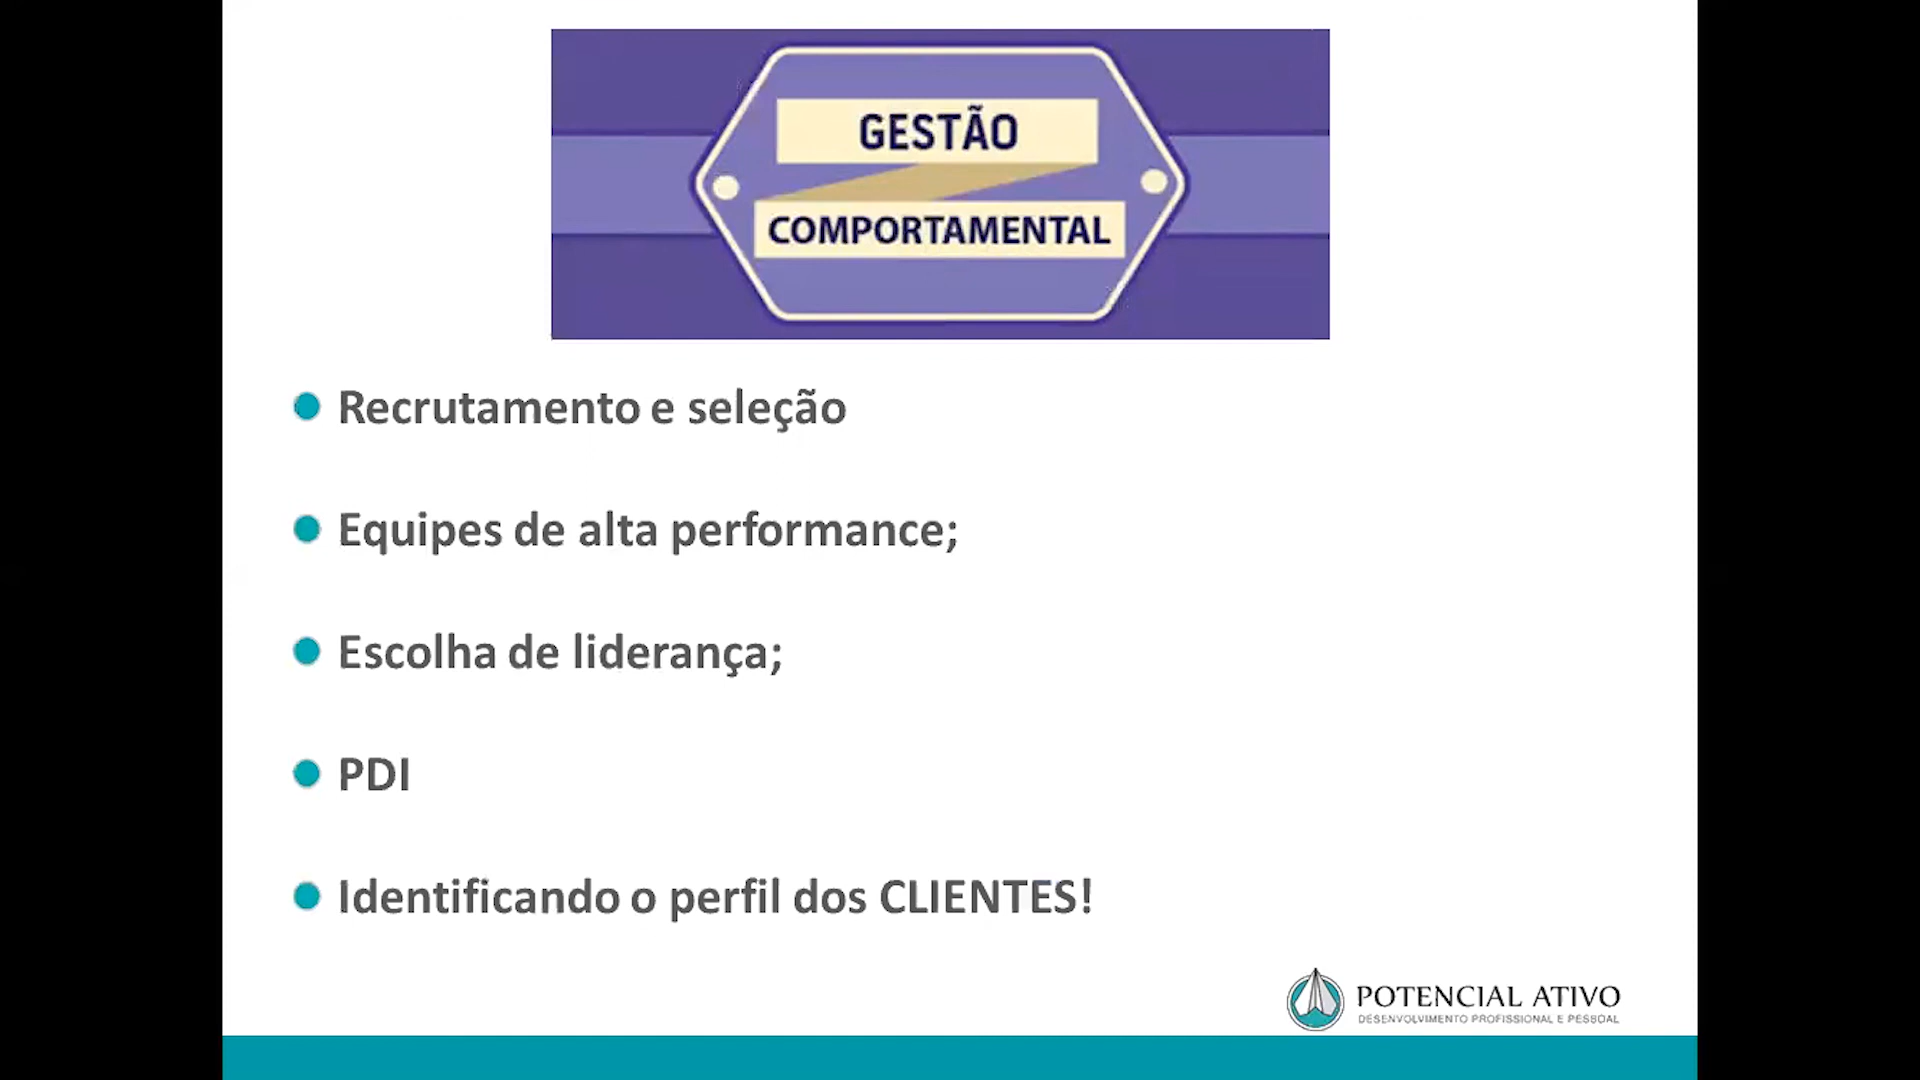 GESTÃO
COMPORTAMENTAL
Recrutamento e seleção
Equipes de alta performance;
Escolha de liderança;
PDI
Identificando o perfil dos CLIENTES!
POTENCIAL ATIVO
DESENVOLVIMENTO PROFISSIONAL E PESSOAL